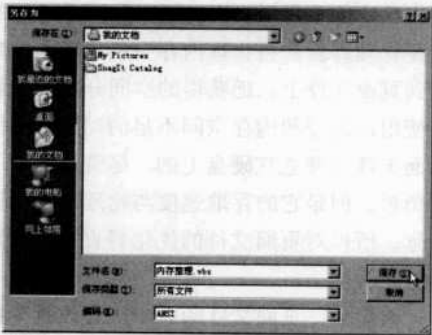 另存为
保存在(I): 我的文档
My Pictures
SnagIt Catalog
我最近的文档
桌面
我的文档
我的电脑
网上邻居
文件名(N): 内存整理.vbs 保存(S)
保存类型(T): 所有文件 取消
编码(E): ANSI